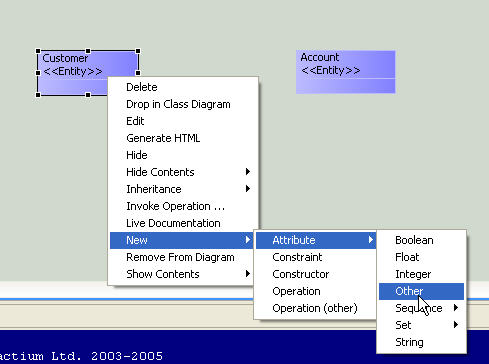 Customer
<<Entity>>
Account
<<Entity>>
Delete
Drop in Class Diagram
Edit
Generate HTML
Hide
Hide Contents
Inheritance
Invoke Operation ...
Live Documentation
New
Remove From Diagram
Show Contents
Attribute
Constraint
Constructor
Operation
Operation (other)
Boolean
Float
Integer
Other
Sequence
Set
String
actium Ltd. 2003-2005